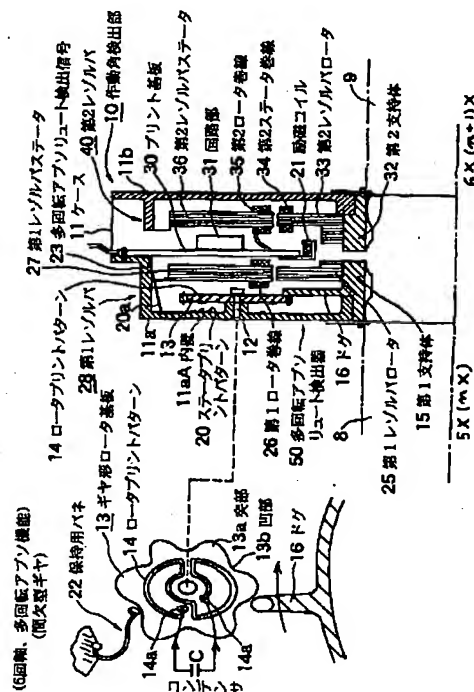 (6回軸、多回転アブソ機能)
(間欠型ギヤ)
22 保持用バネ
13 ギヤ形ロータ基板
14 ロータプリントパターン
13a 突部
13b 凹部
16 ドグ
14a
14a
C
コンデンサ
14 ロータプリントパターン
28 第1レゾルバ
20a
11a
13
11aA 内壁
20 ステータプリントパターン
12
26 第1ロータ巻線
50 多回転アブソリュート検出器
16 ドグ
8
15 第1支持体
25 第1レゾルバロータ
5X(mX)
27 第1レゾルバステータ
23 多回転アブソリュート検出信号
11 ケース
10 作動角検出部
40 第2レゾルバ
11b
30 プリント基板
36 第2レゾルバステータ
31 回路部
35 第2ロータ巻線
34 第2ステータ巻線
21 励磁コイル
33 第2レゾルバロータ
9
32 第2支持体
6X(m±1)X